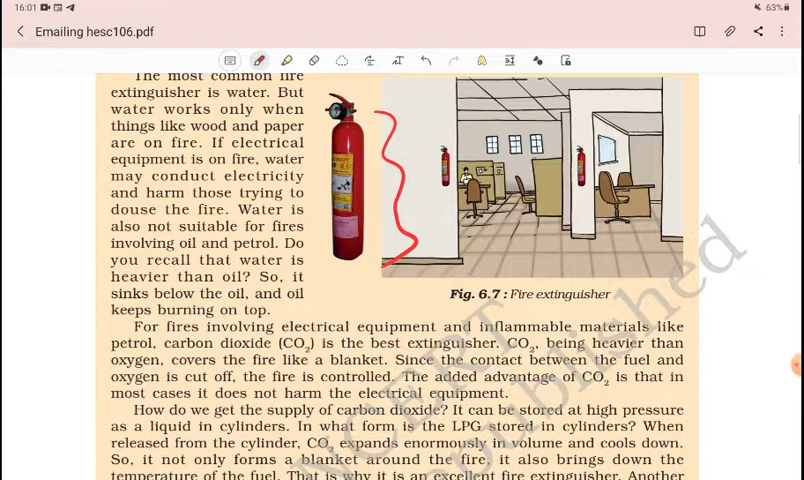 16:01
63%
Emailing hesc106.pdf
The most common fire
extinguisher is water. But
water works only when
things like wood and paper
are on fire. If electrical
equipment is on fire, water
may conduct electricity
and harm those trying to
douse the fire. Water is
also not suitable for fires
involving oil and petrol. Do
you recall that water is
heavier than oil? So, it
sinks below the oil, and oil
keeps burning on top.
Fig. 6.7 : Fire extinguisher
For fires involving electrical equipment and inflammable materials like
petrol, carbon dioxide (CO₂) is the best extinguisher. CO₂, being heavier than
oxygen, covers the fire like a blanket. Since the contact between the fuel and
oxygen is cut off, the fire is controlled. The added advantage of CO₂ is that in
most cases it does not harm the electrical equipment.
How do we get the supply of carbon dioxide? It can be stored at high pressure
as a liquid in cylinders. In what form is the LPG stored in cylinders? When
released from the cylinder, CO₂ expands enormously in volume and cools down.
So, it not only forms a blanket around the fire, it also brings down the
temperature of the fuel. That is why it is an excellent fire extinguisher. Another
NCERT
republished